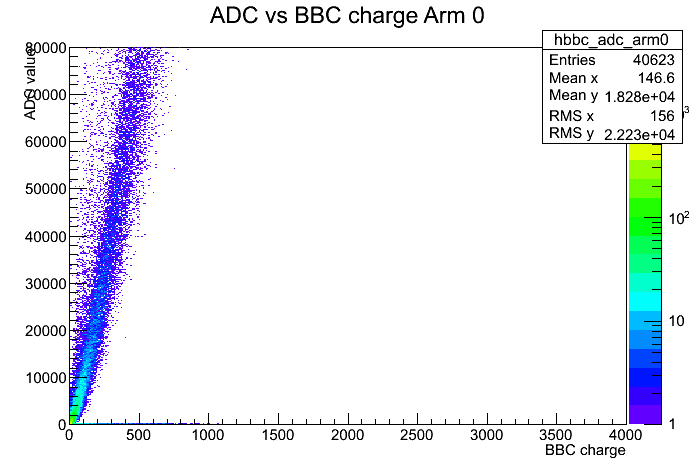 ADC vs BBC charge Arm 0
hbbc_adc_arm0
Entries 40623
Mean x 146.6
Mean y 1.828e+04
RMS x 156
RMS y 2.223e+04
ADC value
80000
70000
60000
50000
40000
30000
20000
10000
0
0 500 1000 1500 2000 2500 3000 3500 4000
BBC charge
3
102
10
1